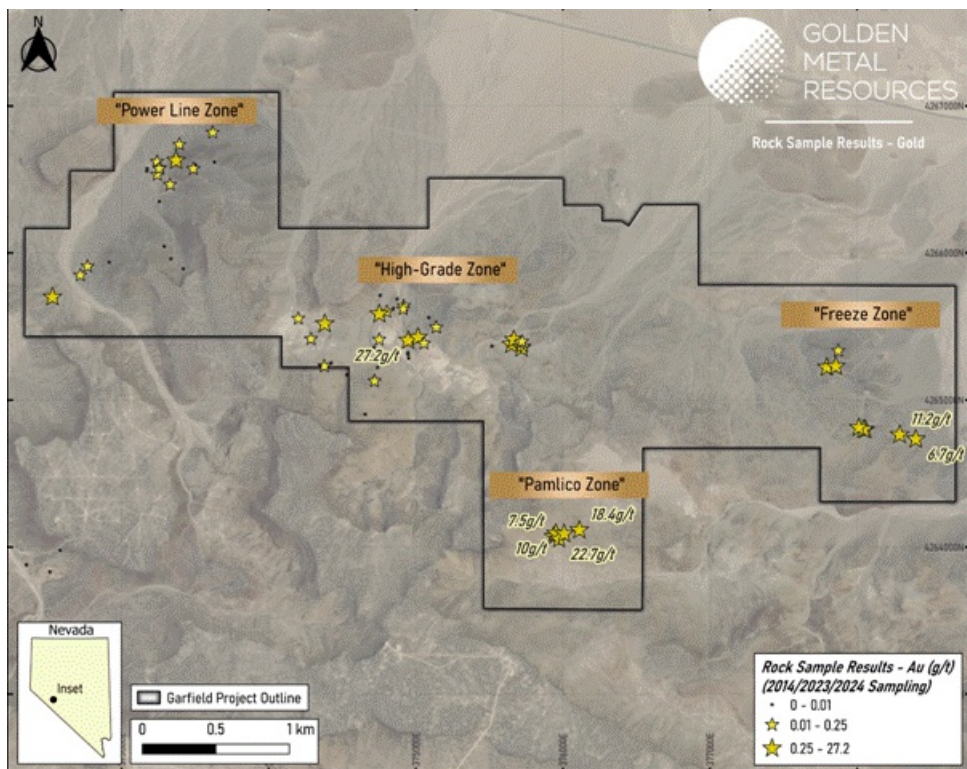 N
GOLDEN
METAL
RESOURCES
Rock Sample Results - Gold
4267000N
"Power Line Zone"
4266000N
"High-Grade Zone"
"Freeze Zone"
27.2g/t
4265000N
11.2g/t
6.7g/t
"Pamlico Zone"
7.5g/t
18.4g/t
10g/t
22.7g/t
4264000N
Nevada
Inset
Garfield Project Outline
0 0.5 1 km
Rock Sample Results - Au (g/t)
(2014/2023/2024 Sampling)
0 - 0.01
0.01 - 0.25
0.25 - 27.2